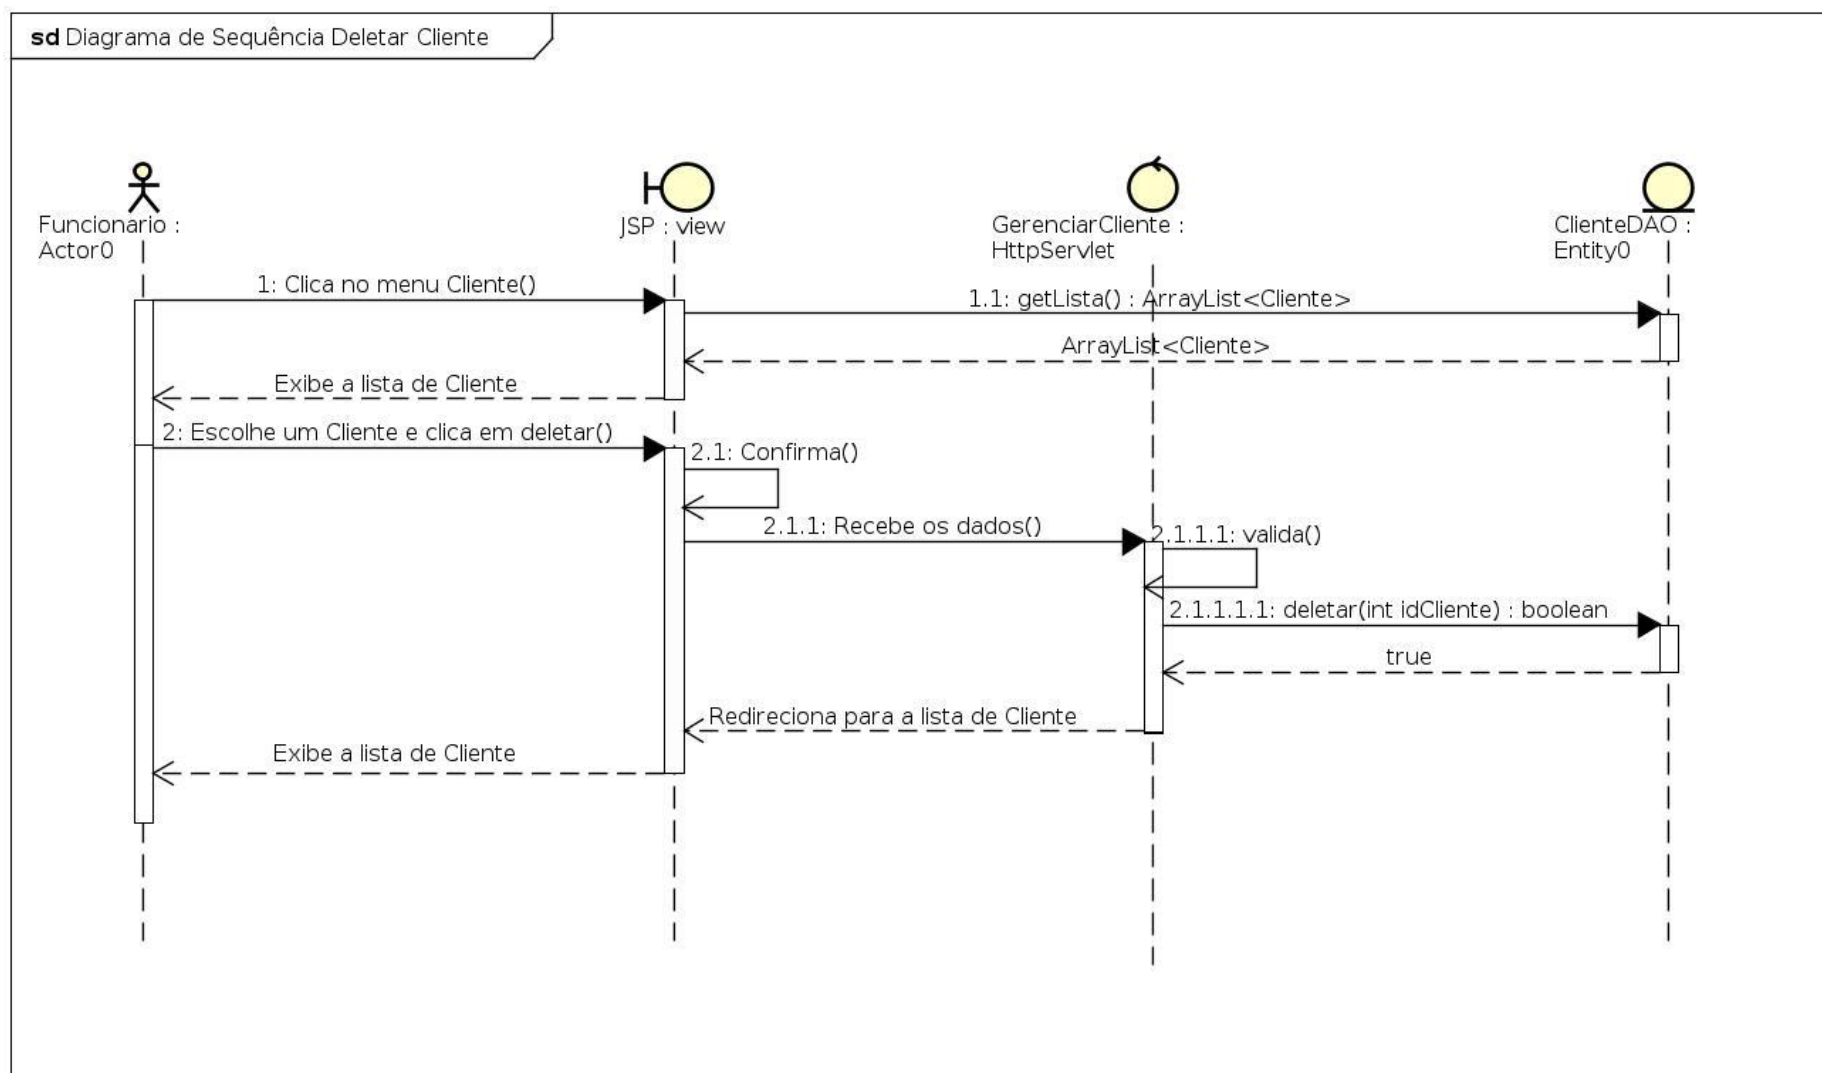 sd Diagrama de Sequência Deletar Cliente
Funcionario :
Actor0
JSP : view
GerenciarCliente :
HttpServlet
ClienteDAO :
Entity0
1: Clica no menu Cliente()
1.1: getLista() : ArrayList<Cliente>
ArrayList<Cliente>
Exibe a lista de Cliente
2: Escolhe um Cliente e clica em deletar()
2.1: Confirma()
2.1.1: Recebe os dados()
2.1.1.1: valida()
2.1.1.1.1: deletar(int idCliente) : boolean
true
Redireciona para a lista de Cliente
Exibe a lista de Cliente